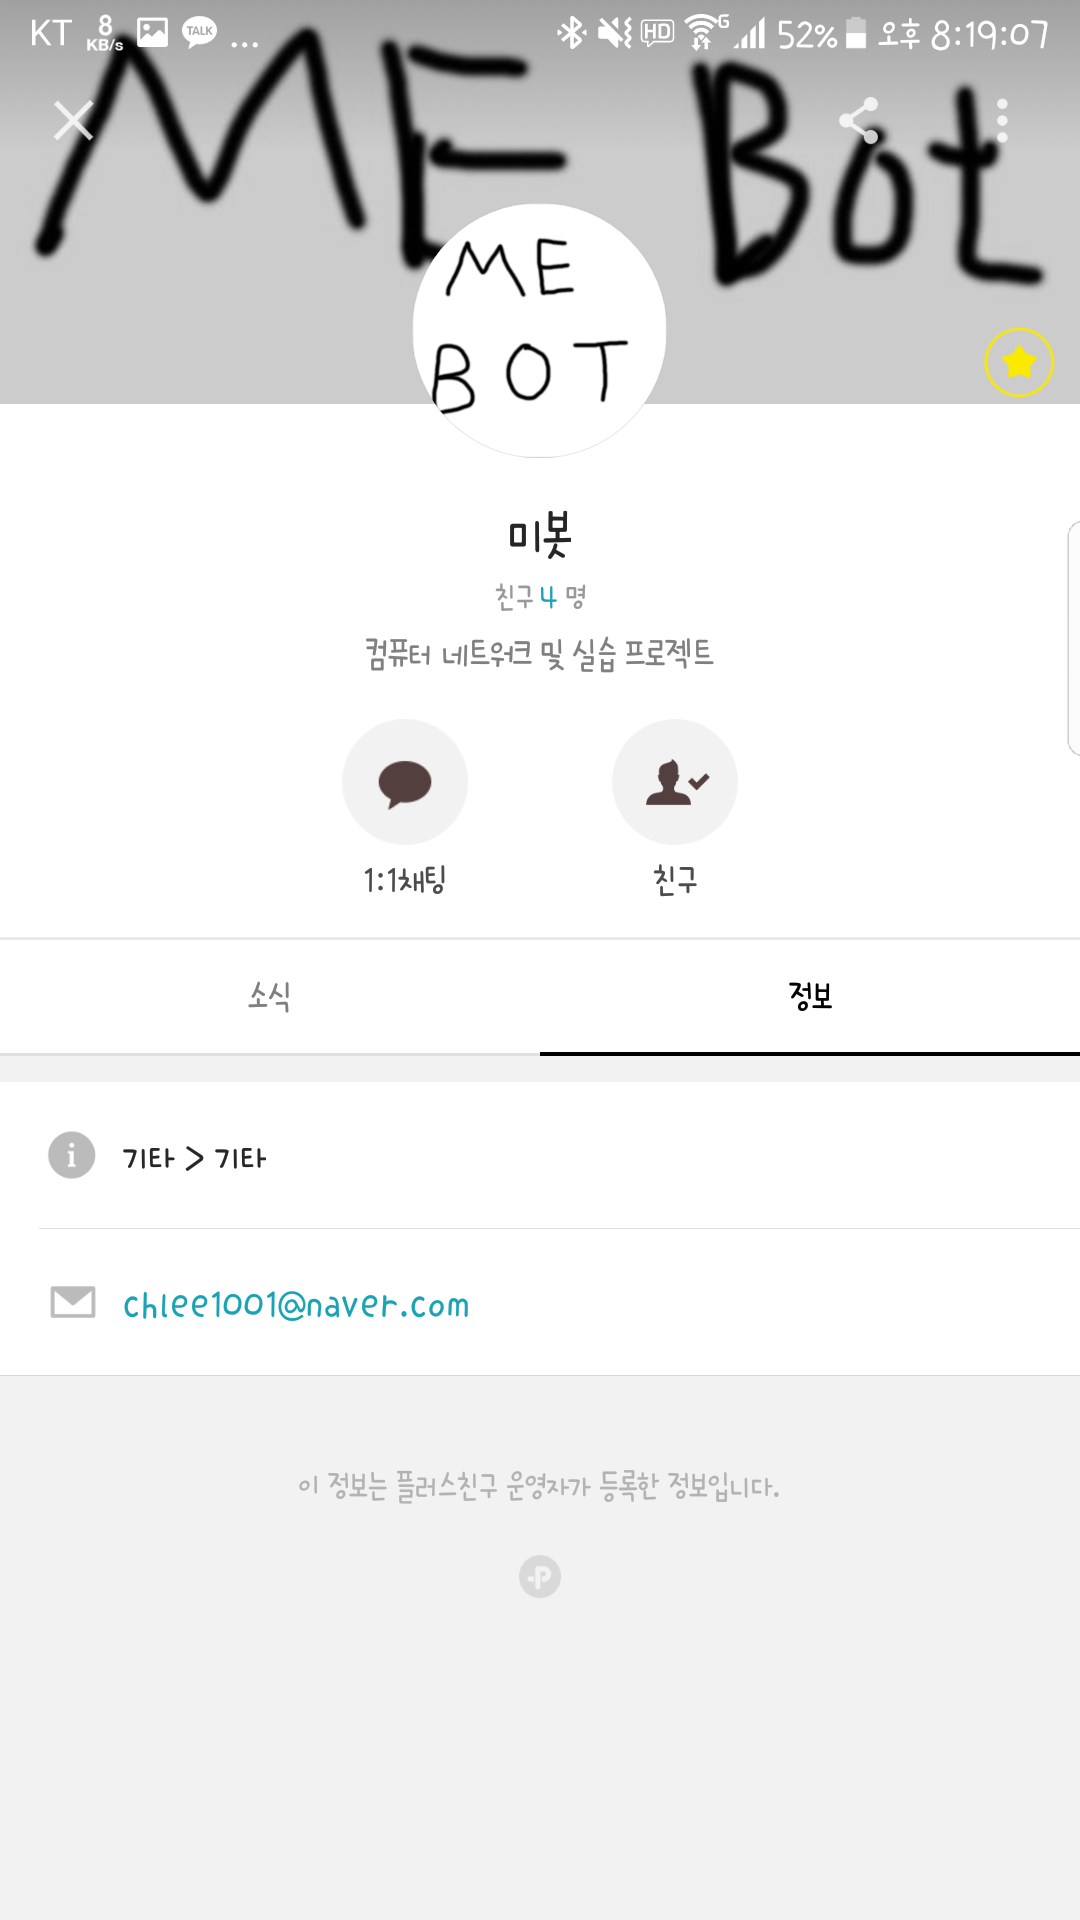 KT 8 KB/s TALK ... HD G 52% 오후 8:19:07
ME Bot
ME
BOT
미봇
친구 4 명
컴퓨터 네트워크 및 실습 프로젝트
1:1채팅 친구
소식 정보
기타 > 기타
chlee1001@naver.com
이 정보는 플러스친구 운영자가 등록한 정보입니다.